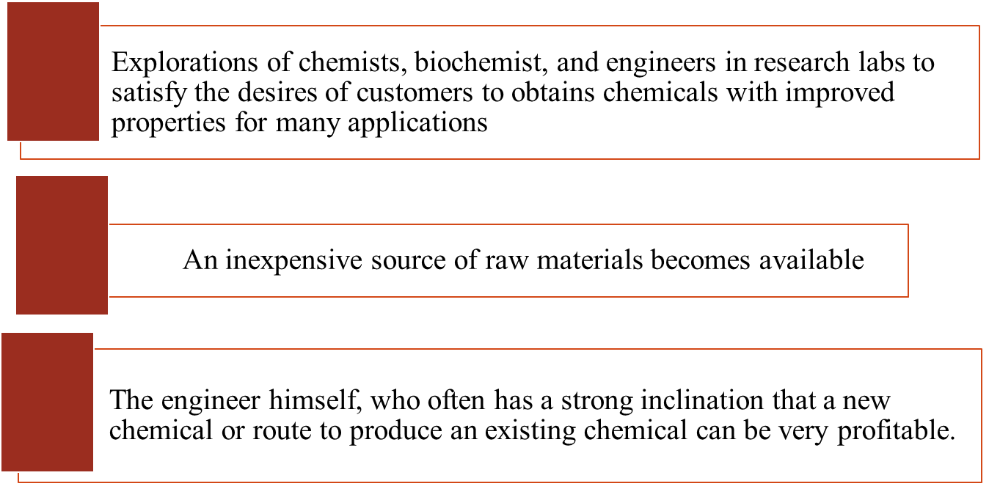 Explorations of chemists, biochemist, and engineers in research labs to
satisfy the desires of customers to obtains chemicals with improved
properties for many applications
An inexpensive source of raw materials becomes available
The engineer himself, who often has a strong inclination that a new
chemical or route to produce an existing chemical can be very profitable.